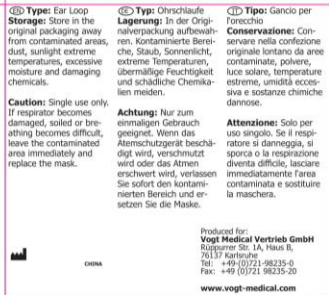 EN Type: Ear Loop
Storage: Store in the
original packaging away
from contaminated areas,
dust, sunlight extreme
temperatures, excessive
moisture and damaging
chemicals.
Caution: Single use only.
If respirator becomes
damaged, soiled or bre-
athing becomes difficult,
leave the contaminated
area immediately and
replace the mask.
DE Typ: Ohrschlaufe
Lagerung: In der Origi-
nalverpackung aufbewah-
ren. Kontaminierte Berei-
che, Staub, Sonnenlicht,
extreme Temperaturen,
übermäßige Feuchtigkeit
und schädliche Chemika-
lien meiden.
Achtung: Nur zum
einmaligen Gebrauch
geeignet. Wenn das
Atemschutzgerät beschä-
digt wird, verschmutzt
wird oder das Atmen
erschwert wird, verlassen
Sie sofort den kontami-
nierten Bereich und er-
setzen Sie die Maske.
IT Tipo: Gancio per
l'orecchio
Conservazione: Con-
servare nella confezione
originale lontano da aree
contaminate, polvere,
luce solare, temperature
estreme, umidità ecces-
siva e sostanze chimiche
dannose.
Attenzione: Solo per
uso singolo. Se il respi-
ratore si danneggia, si
sporca o la respirazione
diventa difficile, lasciare
immediatamente l'area
contaminata e sostituire
la maschera.
CHINA
Produced for:
Vogt Medical Vertrieb GmbH
Rüppurrer Str. 1A, Haus B,
76137 Karlsruhe
Tel: +49-(0)721-98235-0
Fax: +49 (0)721 98235-20
www.vogt-medical.com